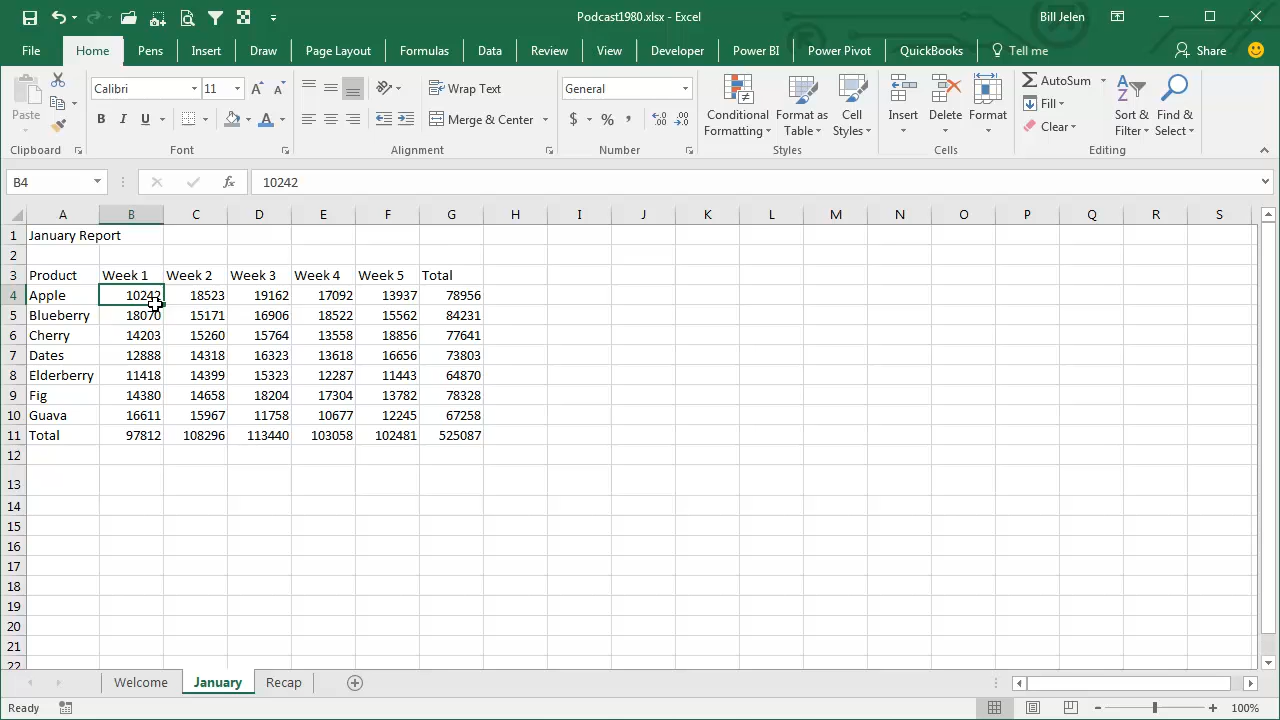 Podcast1980.xlsx - Excel
Bill Jelen
File Home Pens Insert Draw Page Layout Formulas Data Review View Developer Power BI Power Pivot QuickBooks Tell me Share
Paste
Clipboard
Calibri 11
B I U
Font
Wrap Text
Merge & Center
Alignment
General
$ % ,
Number
Conditional Formatting
Format as Table
Cell Styles
Styles
Insert Delete Format
Cells
AutoSum
Fill
Clear
Sort & Filter
Find & Select
Editing
B4 fx 10242
A B C D E F G H I J K L M N O P Q R S
1 January Report
2
3 Product Week 1 Week 2 Week 3 Week 4 Week 5 Total
4 Apple 10242 18523 19162 17092 13937 78956
5 Blueberry 18070 15171 16906 18522 15562 84231
6 Cherry 14203 15260 15764 13558 18856 77641
7 Dates 12888 14318 16323 13618 16656 73803
8 Elderberry 11418 14399 15323 12287 11443 64870
9 Fig 14380 14658 18204 17304 13782 78328
10 Guava 16611 15967 11758 10677 12245 67258
11 Total 97812 108296 113440 103058 102481 525087
12
13
14
15
16
17
18
19
20
21
22
Welcome January Recap
Ready 100%